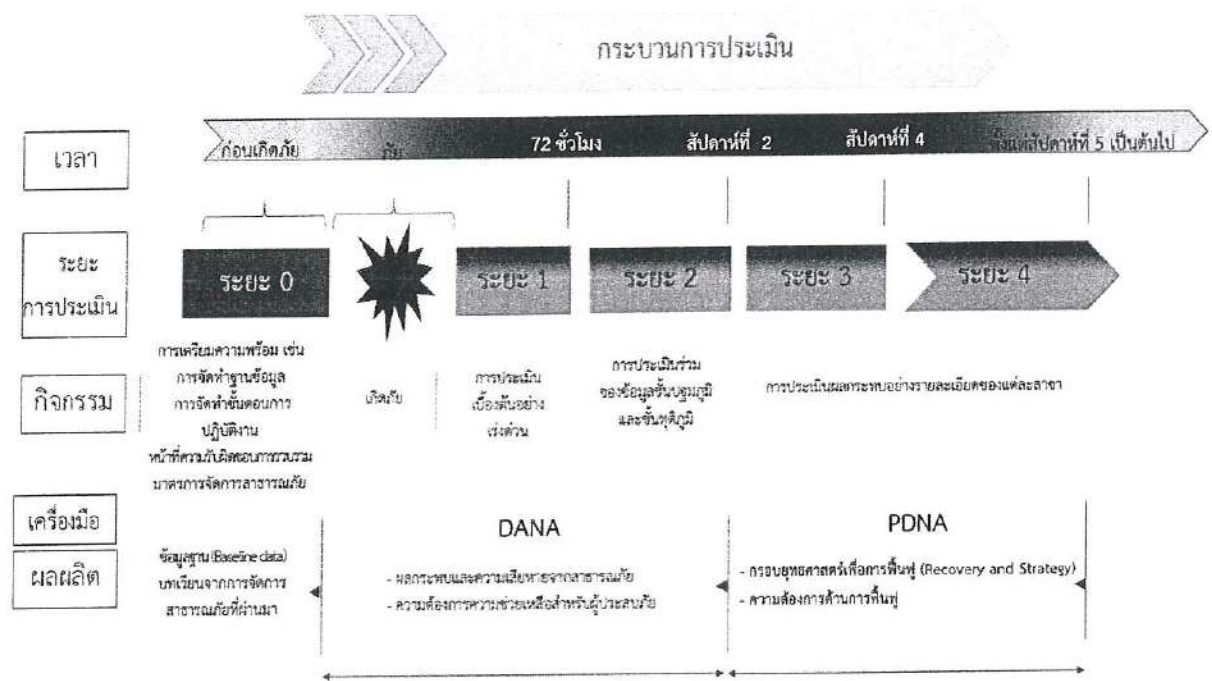 กระบวนการประเมิน
เวลา
ก่อนเกิดภัย
ภัย
72 ชั่วโมง
สัปดาห์ที่ 2
สัปดาห์ที่ 4
ตั้งแต่สัปดาห์ที่ 5 เป็นต้นไป
ระยะ
การประเมิน
ระยะ 0
ระยะ 1
ระยะ 2
ระยะ 3
ระยะ 4
กิจกรรม
การเตรียมความพร้อม เช่น
การจัดทำฐานข้อมูล
การจัดทำขั้นตอนการ
ปฏิบัติงาน
หน้าที่ความรับผิดชอบการรวบรวม
มาตรการจัดการสาธารณภัย
เกิดภัย
การประเมิน
เบื้องต้นอย่าง
เร่งด่วน
การประเมินร่วม
ของข้อมูลชั้นปฐมภูมิ
และชั้นทุติภูมิ
การประเมินผลกระทบอย่างรายละเอียดของแต่ละสาขา
เครื่องมือ
DANA
PDNA
ผลผลิต
ข้อมูลฐาน (Baseline data)
บทเรียนจากการจัดการ
สาธารณภัยที่ผ่านมา
- ผลกระทบและความเสียหายจากสาธารณภัย
- ความต้องการความช่วยเหลือสำหรับผู้ประสบภัย
- กรอบยุทธศาสตร์เพื่อการฟื้นฟู (Recovery and Strategy)
- ความต้องการด้านการฟื้นฟู